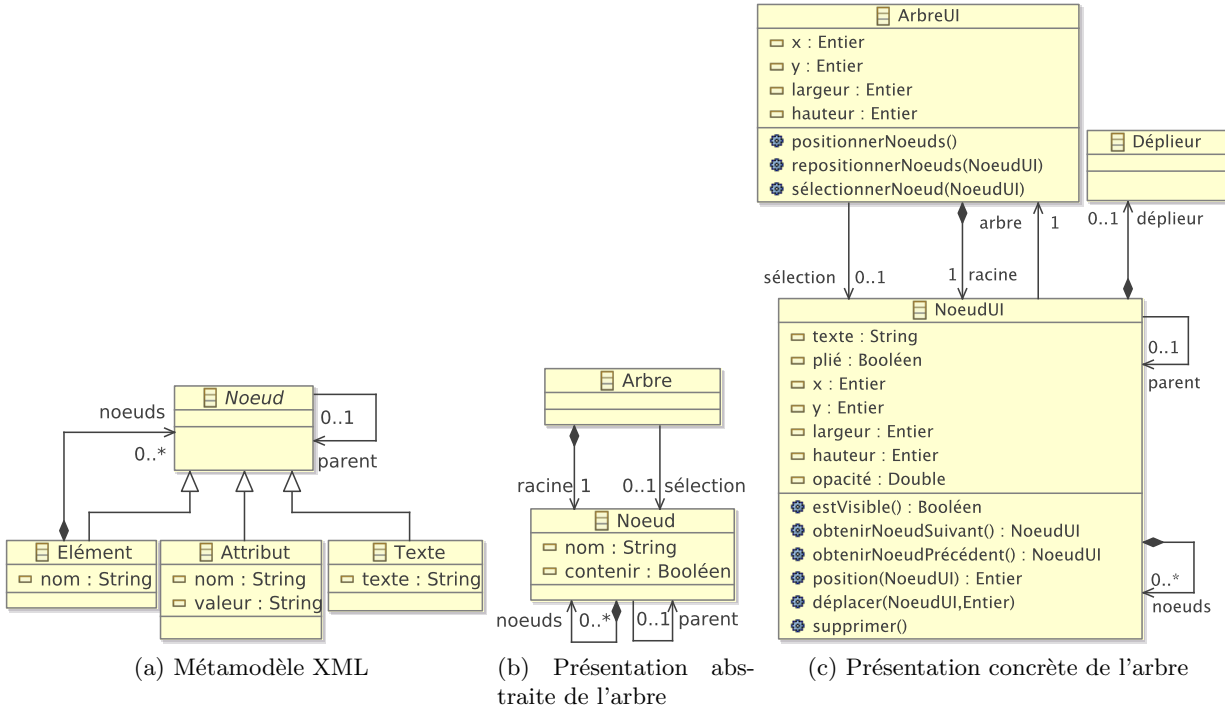 ArbreUI
x : Entier
y : Entier
largeur : Entier
hauteur : Entier
positionnerNoeuds()
repositionnerNoeuds(NoeudUI)
sélectionnerNoeud(NoeudUI)
Déplieur
0..1 déplieur
arbre 1
sélection 0..1
1 racine
NoeudUI
texte : String
plié : Booléen
x : Entier
y : Entier
largeur : Entier
hauteur : Entier
opacité : Double
estVisible() : Booléen
obtenirNoeudSuivant() : NoeudUI
obtenirNoeudPrécédent() : NoeudUI
position(NoeudUI) : Entier
déplacer(NoeudUI,Entier)
supprimer()
0..1
parent
0..*
noeuds
Noeud
noeuds
0..*
0..1
parent
Elément
nom : String
Attribut
nom : String
valeur : String
Texte
texte : String
Arbre
racine 1
0..1 sélection
Noeud
nom : String
contenir : Booléen
noeuds 0..*
0..1 parent
(a) Métamodèle XML
(b) Présentation abs-
traite de l'arbre
(c) Présentation concrète de l'arbre